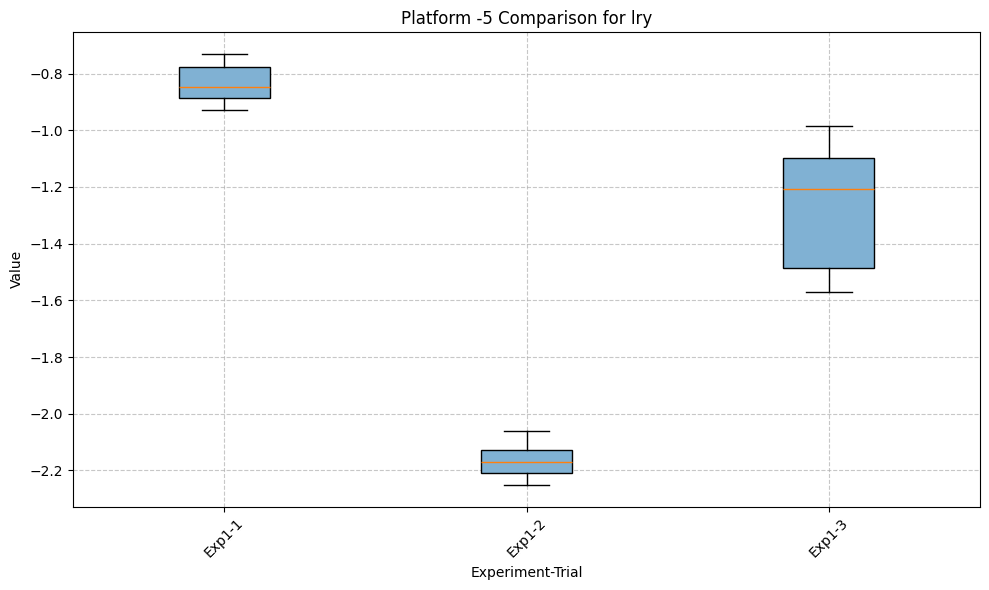 Platform -5 Comparison for lry
Value
−0.8
−1.0
−1.2
−1.4
−1.6
−1.8
−2.0
−2.2
Exp1-1
Exp1-2
Exp1-3
Experiment-Trial